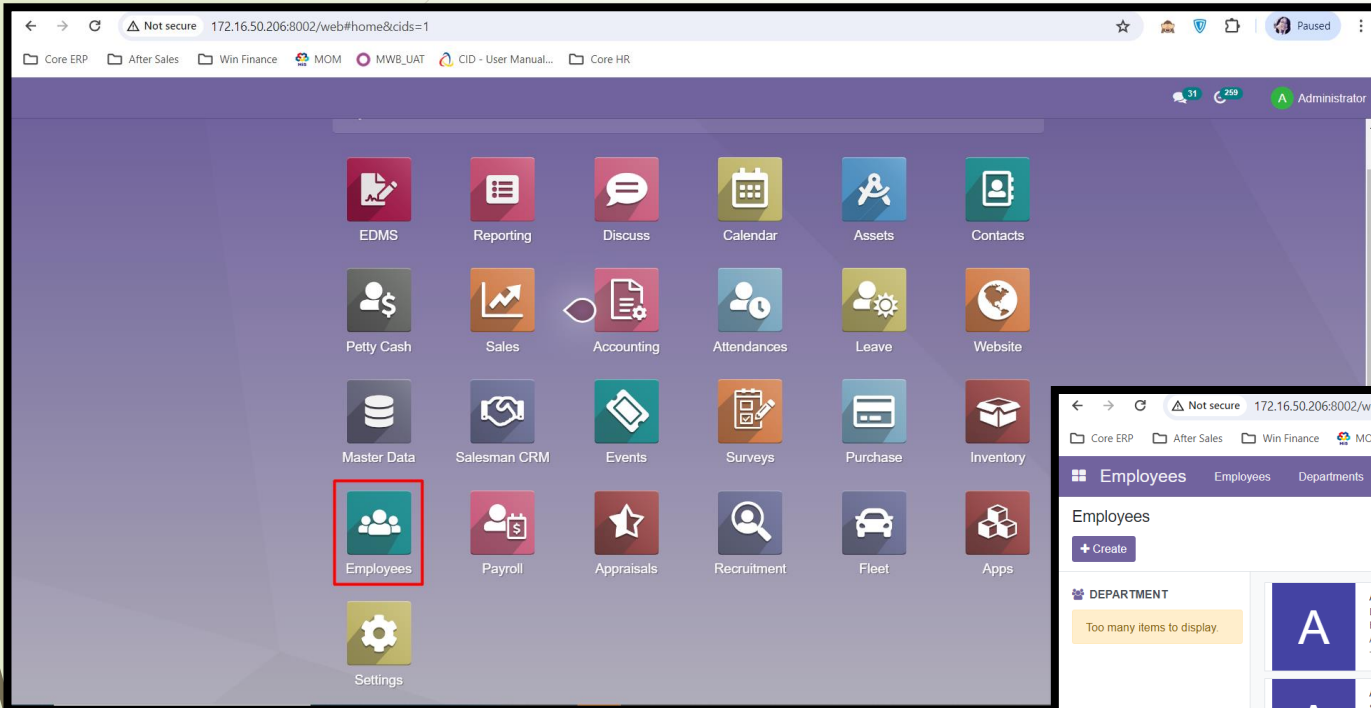 Not secure 172.16.50.206:8002/web#home&cids=1 Paused
Core ERP After Sales Win Finance MOM MWB_UAT CID - User Manual... Core HR
31 259 A Administrator
EDMS Reporting Discuss Calendar Assets Contacts
Petty Cash Sales Accounting Attendances Leave Website
Master Data Salesman CRM Events Surveys Purchase Inventory
Employees Payroll Appraisals Recruitment Fleet Apps
Settings
Not secure 172.16.50.206:8002/w
Core ERP After Sales Win Finance MO
Employees Employees Departments
Employees
+ Create
DEPARTMENT
Too many items to display.
A